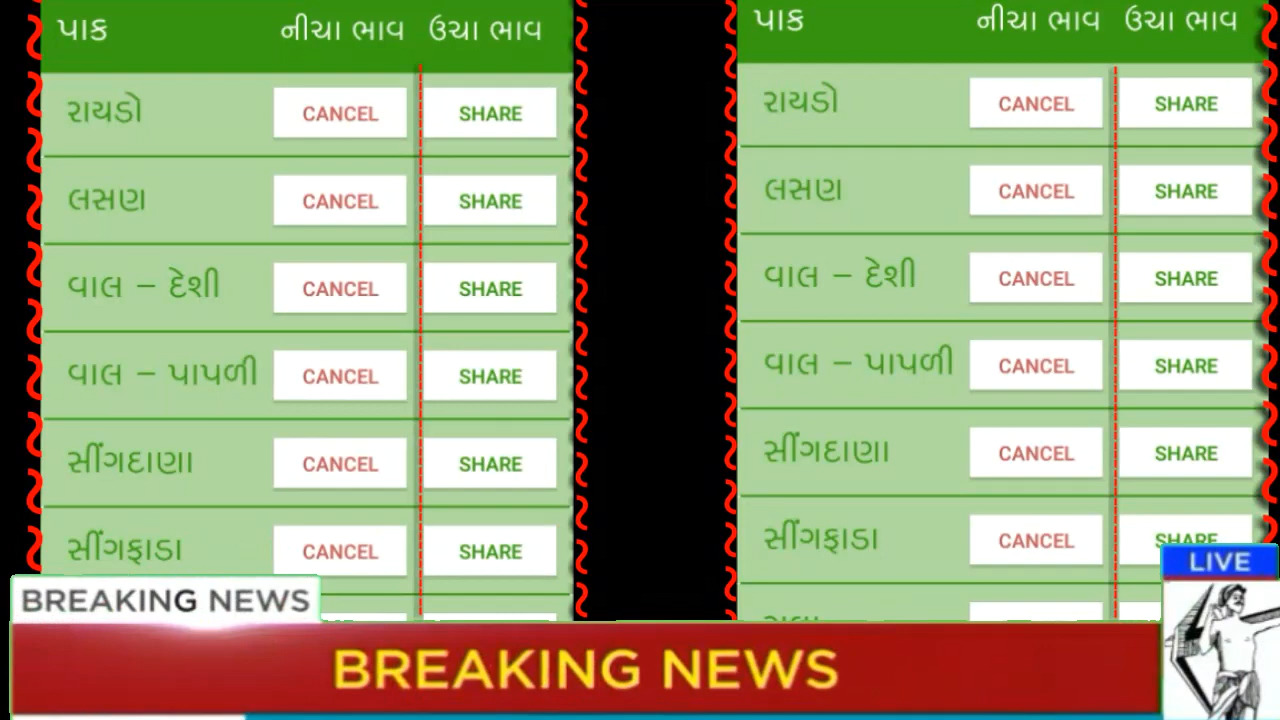 પાક નીચા ભાવ ઉચા ભાવ
રાયડો CANCEL SHARE
લસણ CANCEL SHARE
વાલ – દેશી CANCEL SHARE
વાલ – પાપળી CANCEL SHARE
સીંગદાણા CANCEL SHARE
સીંગફાડા CANCEL SHARE
પાક નીચા ભાવ ઉચા ભાવ
રાયડો CANCEL SHARE
લસણ CANCEL SHARE
વાલ – દેશી CANCEL SHARE
વાલ – પાપળી CANCEL SHARE
સીંગદાણા CANCEL SHARE
સીંગફાડા CANCEL SHARE
LIVE
BREAKING NEWS
BREAKING NEWS